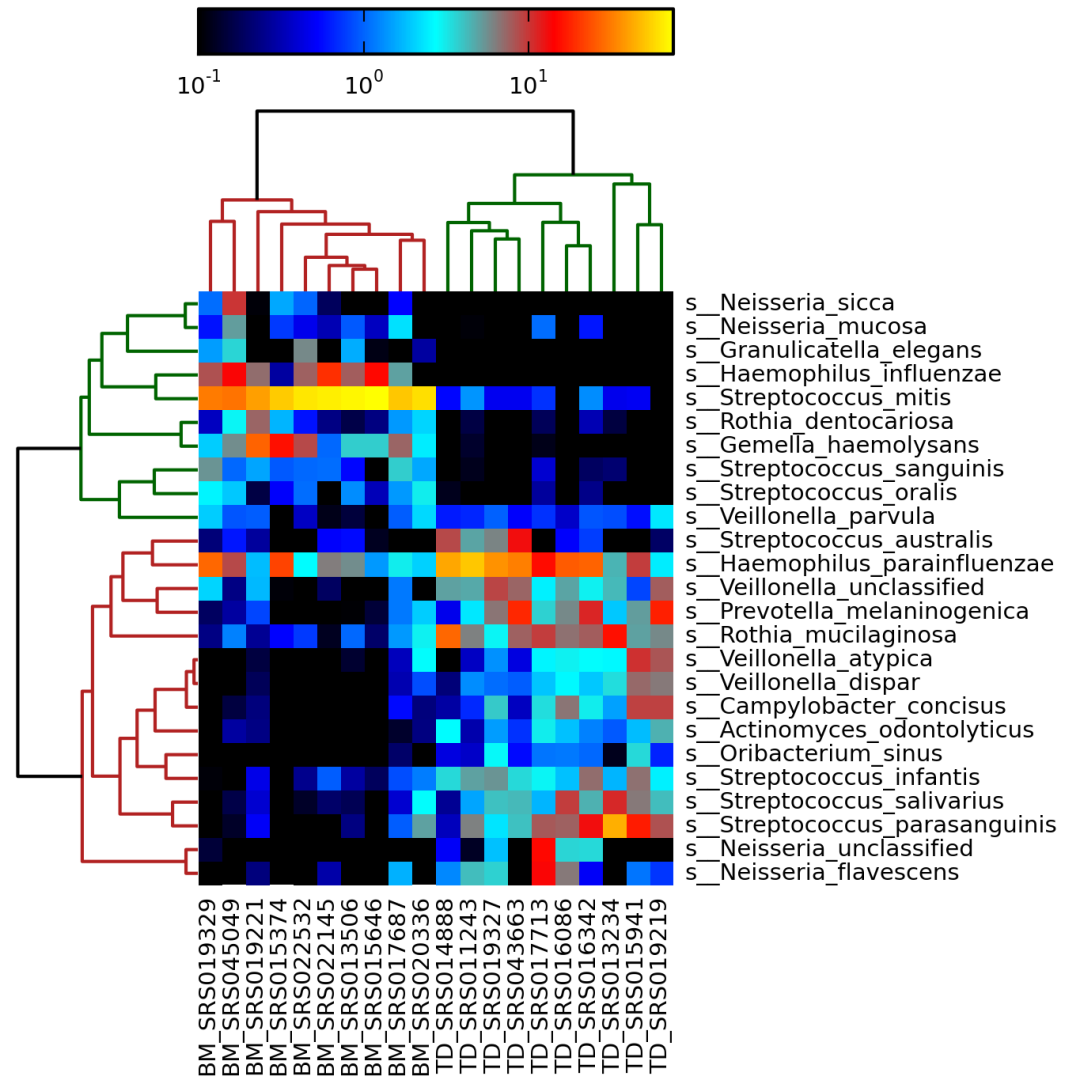 10^-1 10^0 10^1
s__Neisseria_sicca
s__Neisseria_mucosa
s__Granulicatella_elegans
s__Haemophilus_influenzae
s__Streptococcus_mitis
s__Rothia_dentocariosa
s__Gemella_haemolysans
s__Streptococcus_sanguinis
s__Streptococcus_oralis
s__Veillonella_parvula
s__Streptococcus_australis
s__Haemophilus_parainfluenzae
s__Veillonella_unclassified
s__Prevotella_melaninogenica
s__Rothia_mucilaginosa
s__Veillonella_atypica
s__Veillonella_dispar
s__Campylobacter_concisus
s__Actinomyces_odontolyticus
s__Oribacterium_sinus
s__Streptococcus_infantis
s__Streptococcus_salivarius
s__Streptococcus_parasanguinis
s__Neisseria_unclassified
s__Neisseria_flavescens
BM_SRS019329
BM_SRS045049
BM_SRS019221
BM_SRS015374
BM_SRS022532
BM_SRS022145
BM_SRS013506
BM_SRS015646
BM_SRS017687
BM_SRS020336
TD_SRS014888
TD_SRS011243
TD_SRS019327
TD_SRS043663
TD_SRS017713
TD_SRS016086
TD_SRS016342
TD_SRS013234
TD_SRS015941
TD_SRS019219